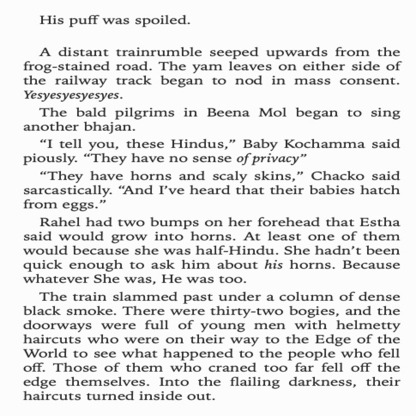 His puff was spoiled.
A distant trainrumble seeped upwards from the
frog-stained road. The yam leaves on either side of
the railway track began to nod in mass consent.
Yesyesyesyesyes.
The bald pilgrims in Beena Mol began to sing
another bhajan.
“I tell you, these Hindus,” Baby Kochamma said
piously. “They have no sense of privacy”
“They have horns and scaly skins,” Chacko said
sarcastically. “And I’ve heard that their babies hatch
from eggs.”
Rahel had two bumps on her forehead that Estha
said would grow into horns. At least one of them
would because she was half-Hindu. She hadn’t been
quick enough to ask him about his horns. Because
whatever She was, He was too.
The train slammed past under a column of dense
black smoke. There were thirty-two bogies, and the
doorways were full of young men with helmetty
haircuts who were on their way to the Edge of the
World to see what happened to the people who fell
off. Those of them who craned too far fell off the
edge themselves. Into the flailing darkness, their
haircuts turned inside out.